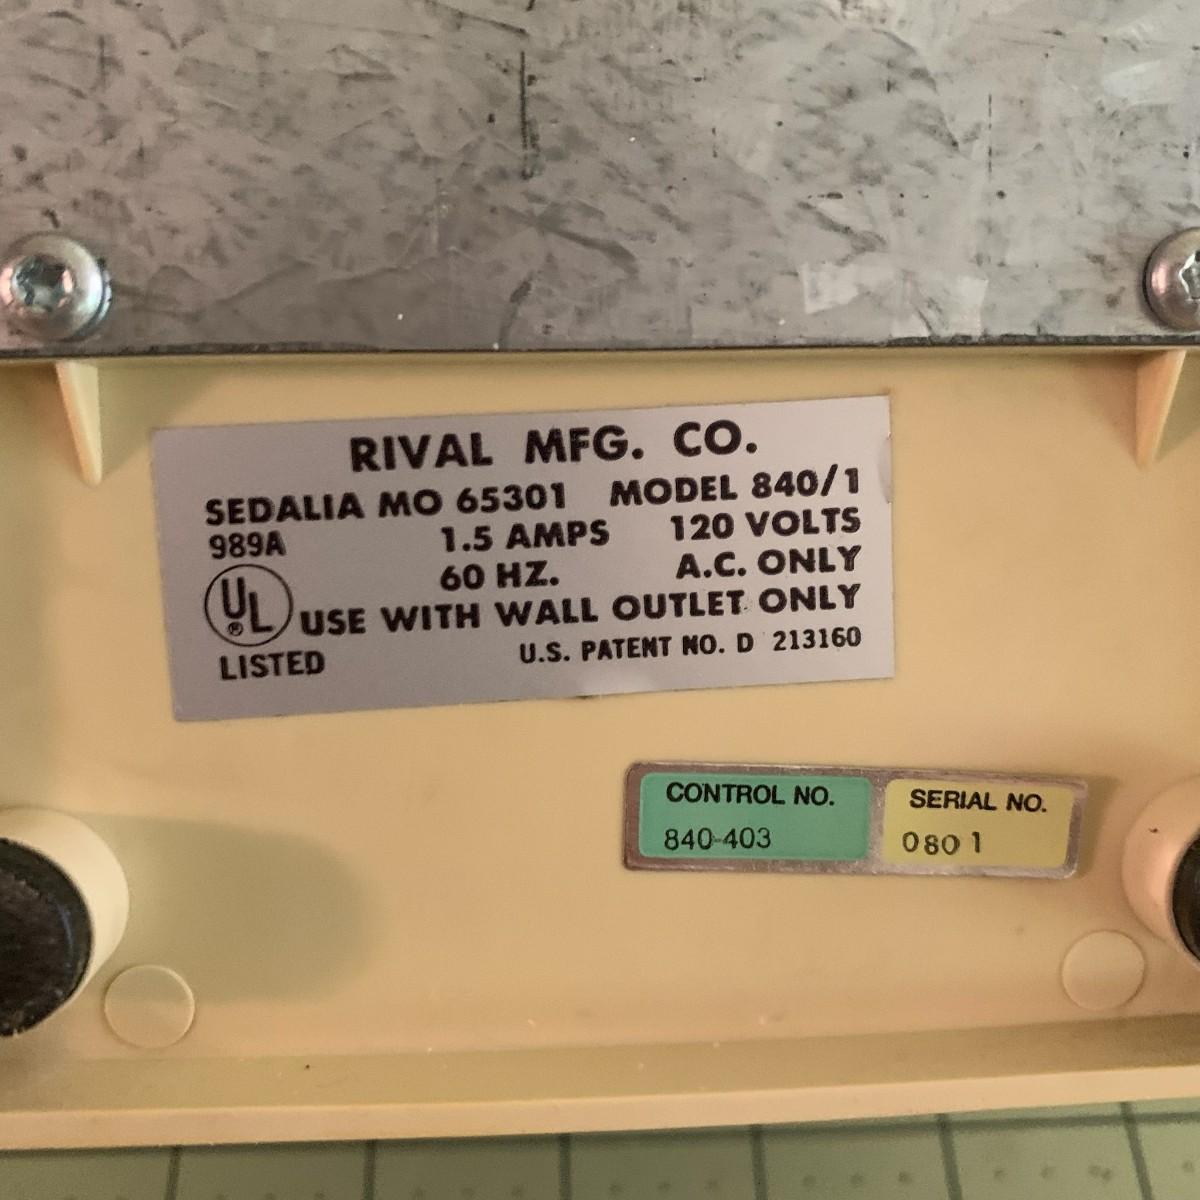 RIVAL MFG. CO.
SEDALIA MO 65301 MODEL 840/1
989A 1.5 AMPS 120 VOLTS
60 HZ. A.C. ONLY
UL® USE WITH WALL OUTLET ONLY
LISTED U.S. PATENT NO. D 213160
CONTROL NO. SERIAL NO.
840-403 0801